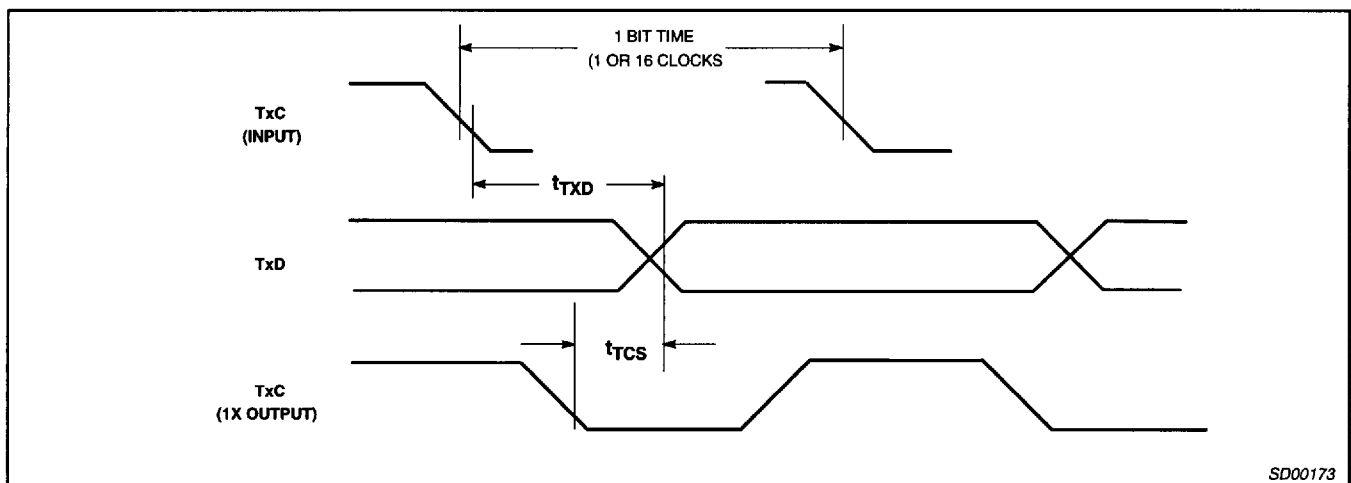 1 BIT TIME
(1 OR 16 CLOCKS
TxC
(INPUT)
tTXD
TxD
tTCS
TxC
(1X OUTPUT)
SD00173